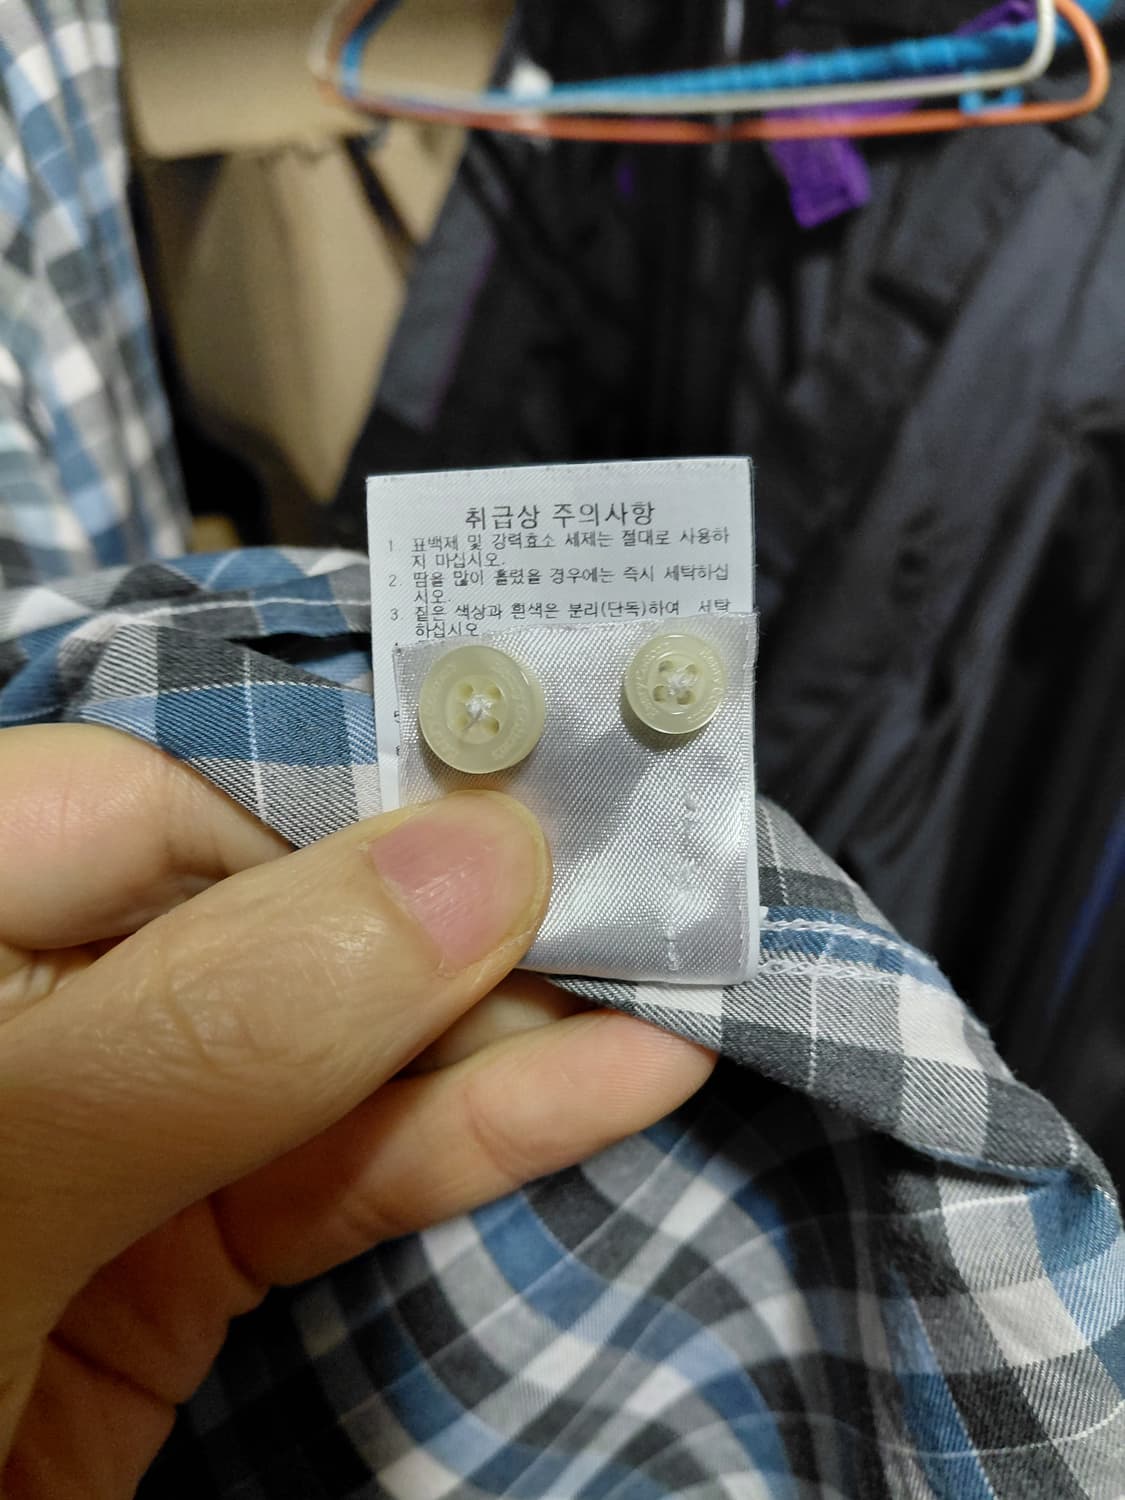 취급상 주의사항
1 표백제 및 강력효소 세제는 절대로 사용하
지 마십시오.
2. 땀을 많이 흘렸을 경우에는 즉시 세탁하십
시오.
3. 짙은 색상과 흰색은 분리(단독)하여 세탁
하십시오